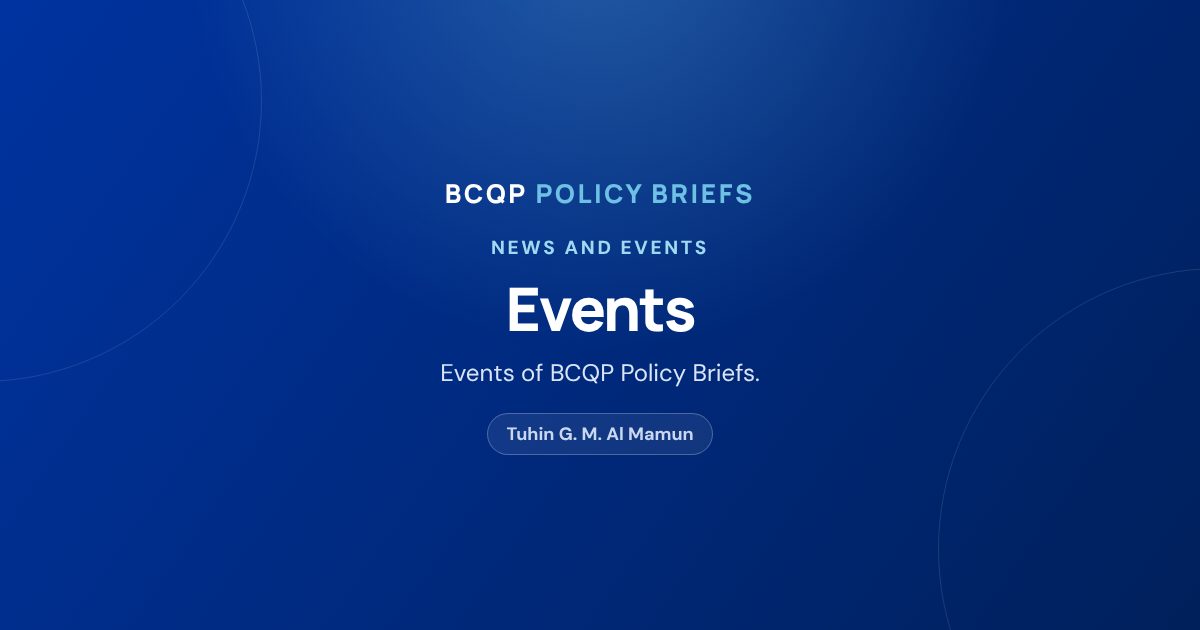 BCQP POLICY BRIEFS
NEWS AND EVENTS
Events
Events of BCQP Policy Briefs.
Tuhin G. M. Al Mamun